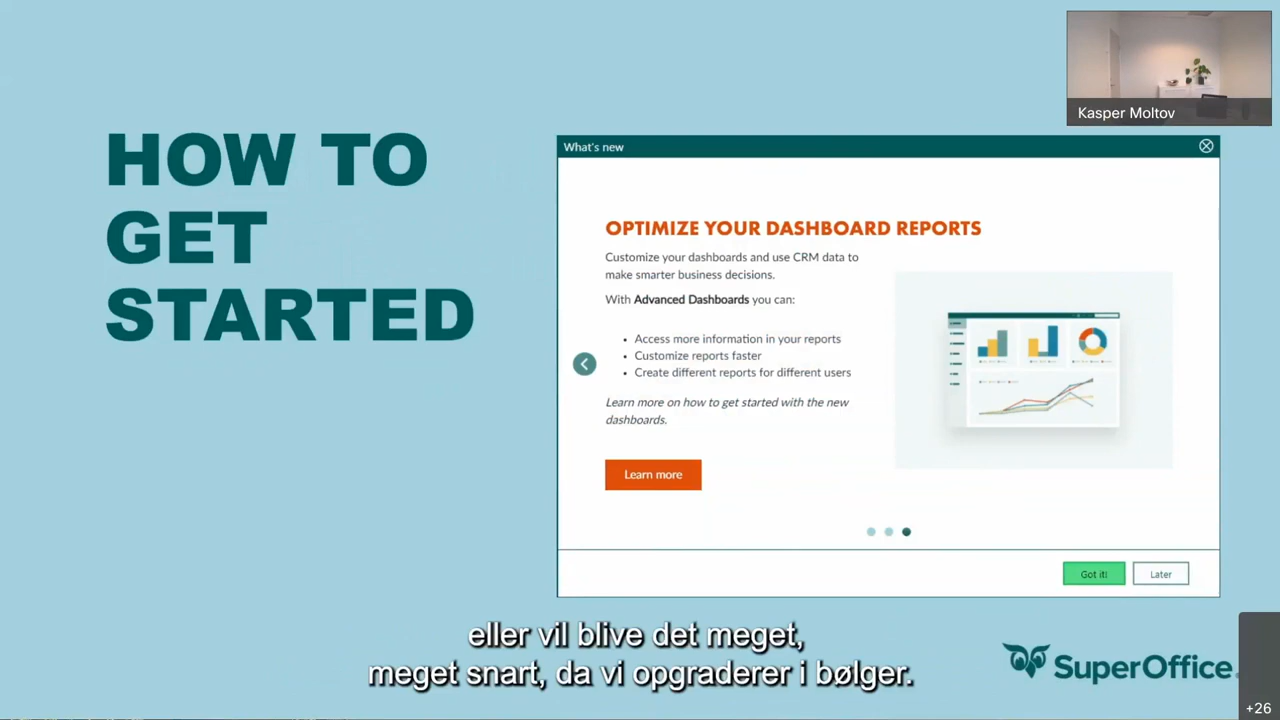 HOW TO
GET
STARTED
Kasper Moltov
What's new
OPTIMIZE YOUR DASHBOARD REPORTS
Customize your dashboards and use CRM data to
make smarter business decisions.
With Advanced Dashboards you can:
• Access more information in your reports
• Customize reports faster
• Create different reports for different users
Learn more on how to get started with the new
dashboards.
Learn more
Got it!
Later
eller vil blive det meget,
meget snart, da vi opgraderer i bølger.
SuperOffice.
+26